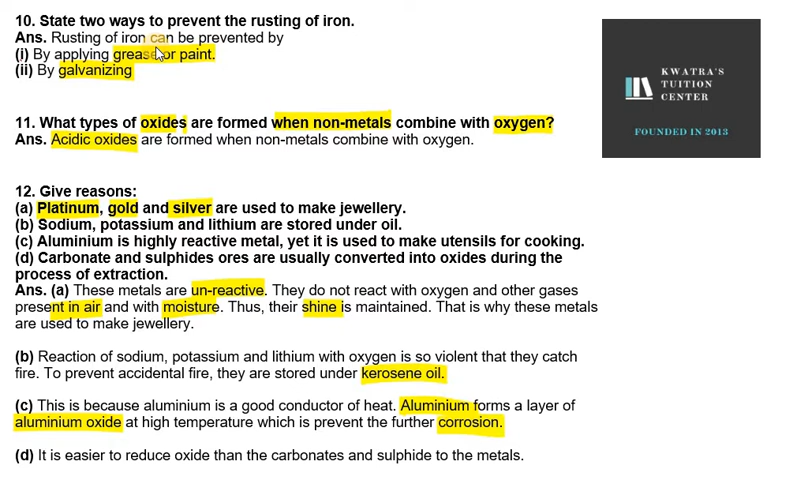 10. State two ways to prevent the rusting of iron.
Ans. Rusting of iron can be prevented by
(i) By applying grease or paint.
(ii) By galvanizing
11. What types of oxides are formed when non-metals combine with oxygen?
Ans. Acidic oxides are formed when non-metals combine with oxygen.
12. Give reasons:
(a) Platinum, gold and silver are used to make jewellery.
(b) Sodium, potassium and lithium are stored under oil.
(c) Aluminium is highly reactive metal, yet it is used to make utensils for cooking.
(d) Carbonate and sulphides ores are usually converted into oxides during the
process of extraction.
Ans. (a) These metals are un-reactive. They do not react with oxygen and other gases
present in air and with moisture. Thus, their shine is maintained. That is why these metals
are used to make jewellery.
(b) Reaction of sodium, potassium and lithium with oxygen is so violent that they catch
fire. To prevent accidental fire, they are stored under kerosene oil.
(c) This is because aluminium is a good conductor of heat. Aluminium forms a layer of
aluminium oxide at high temperature which is prevent the further corrosion.
(d) It is easier to reduce oxide than the carbonates and sulphide to the metals.
KWATRA'S
TUITION
CENTER
FOUNDED IN 2013